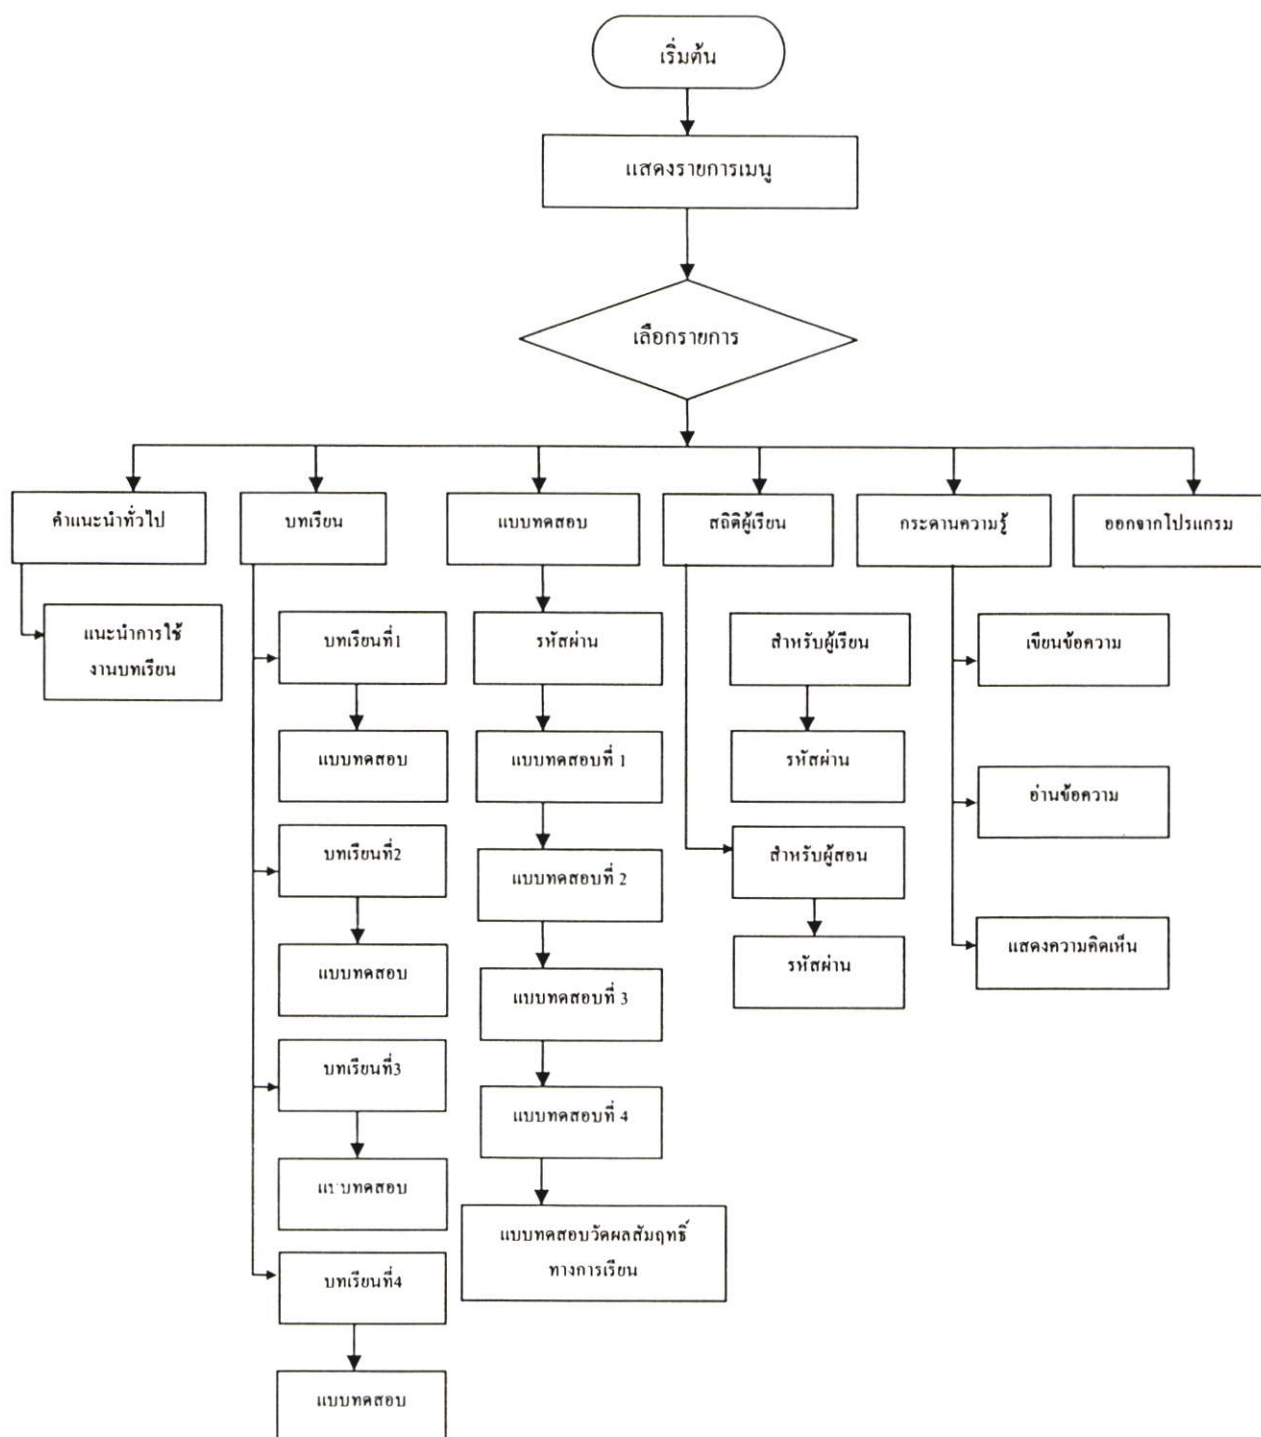 เริ่มต้น
แสดงรายการเมนู
เลือกรายการ
คำแนะนำทั่วไป
บทเรียน
แบบทดสอบ
สถิติผู้เรียน
กระดานความรู้
ออกจากโปรแกรม
แนะนำการใช้
งานบทเรียน
บทเรียนที่1
แบบทดสอบ
บทเรียนที่2
แบบทดสอบ
บทเรียนที่3
แบบทดสอบ
บทเรียนที่4
แบบทดสอบ
รหัสผ่าน
แบบทดสอบที่ 1
แบบทดสอบที่ 2
แบบทดสอบที่ 3
แบบทดสอบที่ 4
แบบทดสอบวัดผลสัมฤทธิ์
ทางการเรียน
สำหรับผู้เรียน
รหัสผ่าน
สำหรับผู้สอน
รหัสผ่าน
เขียนข้อความ
อ่านข้อความ
แสดงความคิดเห็น